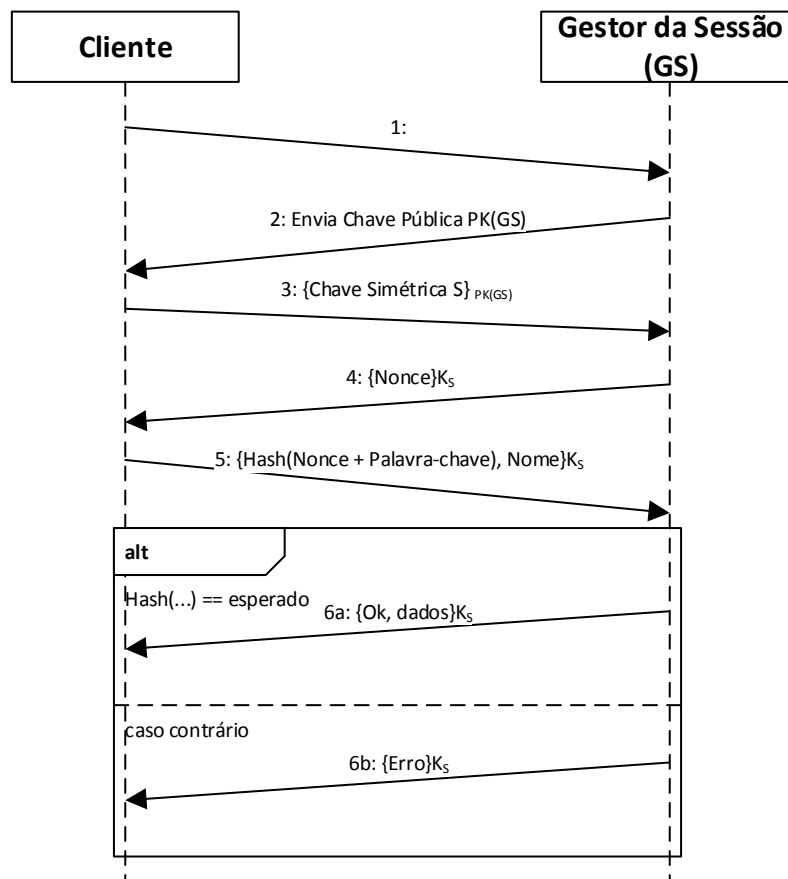 Cliente
Gestor da Sessão
(GS)
1:
2: Envia Chave Pública PK(GS)
3: {Chave Simétrica S} PK(GS)
4: {Nonce}KS
5: {Hash(Nonce + Palavra-chave), Nome}KS
alt
Hash(...) == esperado
6a: {Ok, dados}KS
caso contrário
6b: {Erro}KS